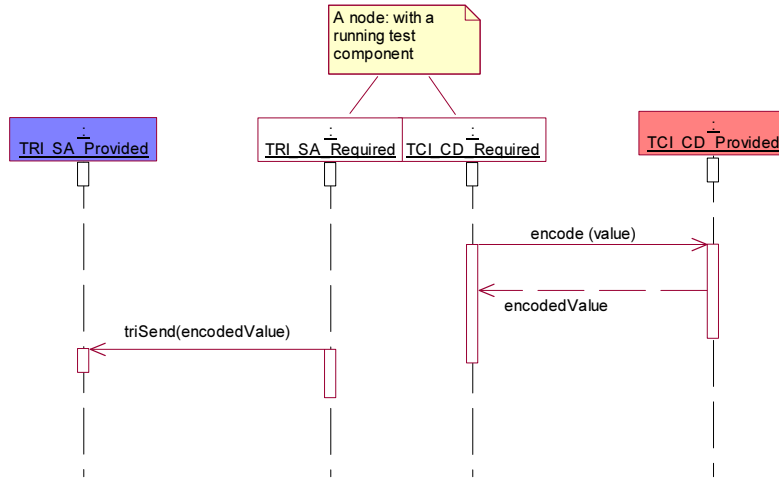 A node: with a
running test
component
:
TRI_SA_Provided
:
TRI_SA_Required
:
TCI_CD_Required
:
TCI_CD_Provided
encode (value)
encodedValue
triSend(encodedValue)